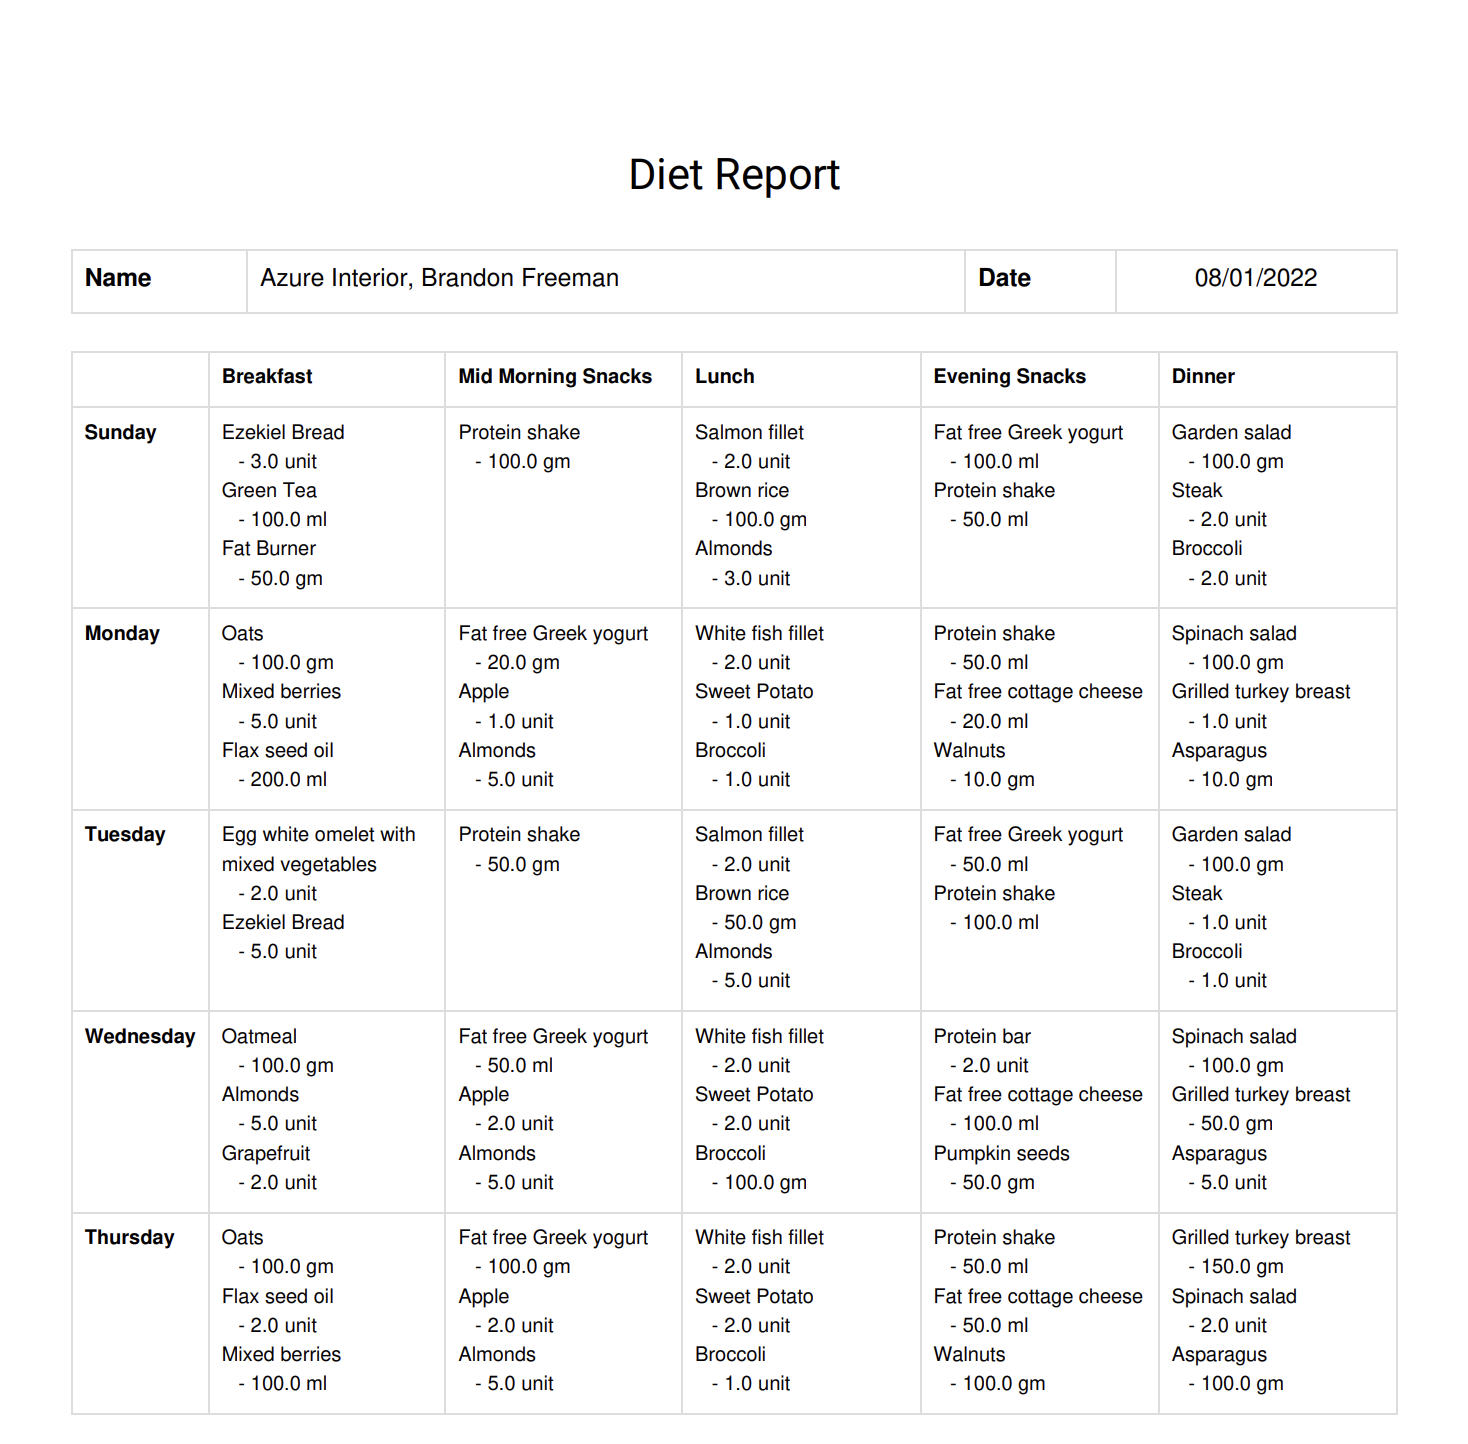 Diet Report
Name Azure Interior, Brandon Freeman Date 08/01/2022
Breakfast Mid Morning Snacks Lunch Evening Snacks Dinner
Sunday
Ezekiel Bread
- 3.0 unit
Green Tea
- 100.0 ml
Fat Burner
- 50.0 gm
Protein shake
- 100.0 gm
Salmon fillet
- 2.0 unit
Brown rice
- 100.0 gm
Almonds
- 3.0 unit
Fat free Greek yogurt
- 100.0 ml
Protein shake
- 50.0 ml
Garden salad
- 100.0 gm
Steak
- 2.0 unit
Broccoli
- 2.0 unit
Monday
Oats
- 100.0 gm
Mixed berries
- 5.0 unit
Flax seed oil
- 200.0 ml
Fat free Greek yogurt
- 20.0 gm
Apple
- 1.0 unit
Almonds
- 5.0 unit
White fish fillet
- 2.0 unit
Sweet Potato
- 1.0 unit
Broccoli
- 1.0 unit
Protein shake
- 50.0 ml
Fat free cottage cheese
- 20.0 ml
Walnuts
- 10.0 gm
Spinach salad
- 100.0 gm
Grilled turkey breast
- 1.0 unit
Asparagus
- 10.0 gm
Tuesday
Egg white omelet with
mixed vegetables
- 2.0 unit
Ezekiel Bread
- 5.0 unit
Protein shake
- 50.0 gm
Salmon fillet
- 2.0 unit
Brown rice
- 50.0 gm
Almonds
- 5.0 unit
Fat free Greek yogurt
- 50.0 ml
Protein shake
- 100.0 ml
Garden salad
- 100.0 gm
Steak
- 1.0 unit
Broccoli
- 1.0 unit
Wednesday
Oatmeal
- 100.0 gm
Almonds
- 5.0 unit
Grapefruit
- 2.0 unit
Fat free Greek yogurt
- 50.0 ml
Apple
- 2.0 unit
Almonds
- 5.0 unit
White fish fillet
- 2.0 unit
Sweet Potato
- 2.0 unit
Broccoli
- 100.0 gm
Protein bar
- 2.0 unit
Fat free cottage cheese
- 100.0 ml
Pumpkin seeds
- 50.0 gm
Spinach salad
- 100.0 gm
Grilled turkey breast
- 50.0 gm
Asparagus
- 5.0 unit
Thursday
Oats
- 100.0 gm
Flax seed oil
- 2.0 unit
Mixed berries
- 100.0 ml
Fat free Greek yogurt
- 100.0 gm
Apple
- 2.0 unit
Almonds
- 5.0 unit
White fish fillet
- 2.0 unit
Sweet Potato
- 2.0 unit
Broccoli
- 1.0 unit
Protein shake
- 50.0 ml
Fat free cottage cheese
- 50.0 ml
Walnuts
- 100.0 gm
Grilled turkey breast
- 150.0 gm
Spinach salad
- 2.0 unit
Asparagus
- 100.0 gm